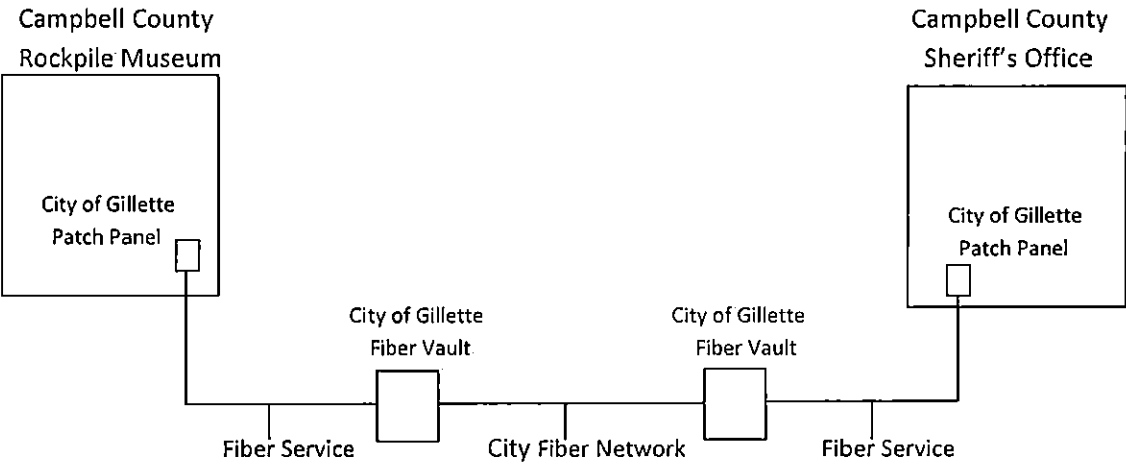 Campbell County
Rockpile Museum
Campbell County
Sheriff's Office
City of Gillette
Patch Panel
City of Gillette
Patch Panel
City of Gillette
Fiber Vault
City of Gillette
Fiber Vault
Fiber Service
City Fiber Network
Fiber Service